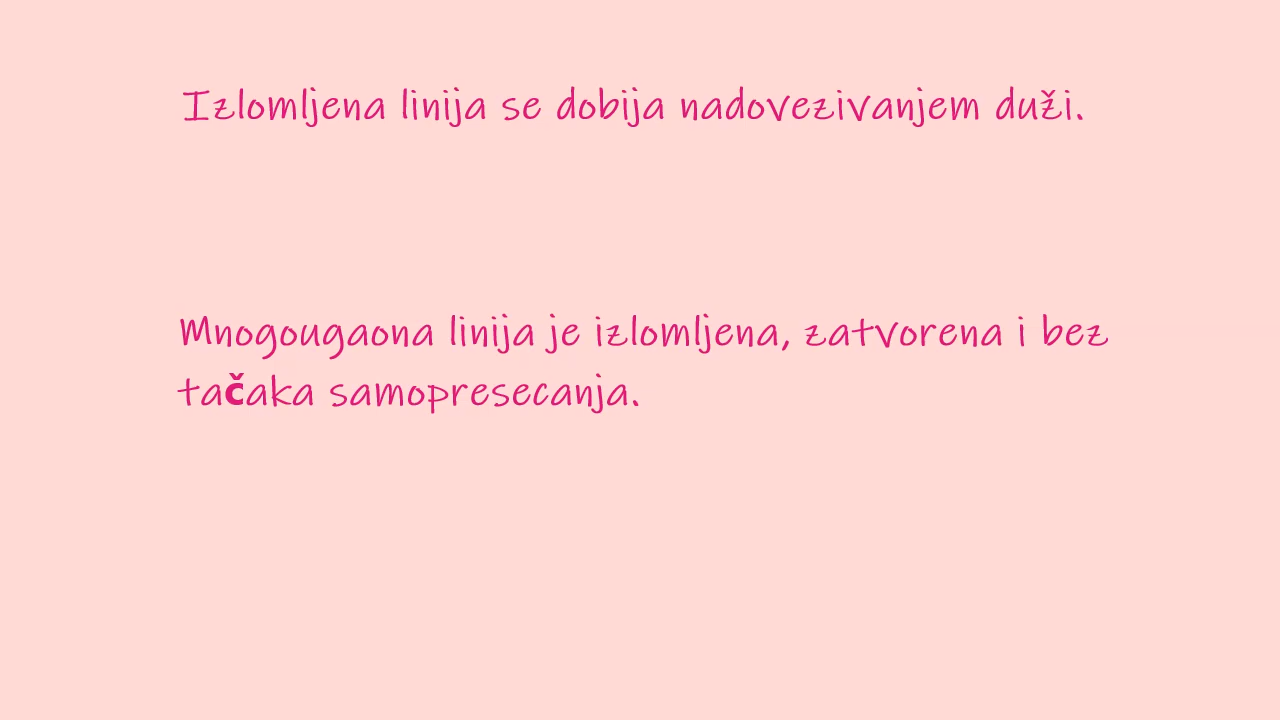 Izlomljena linija se dobija nadovezivanjem duži.
Mnogougaona linija je izlomljena, zatvorena i bez
tačaka samopresecanja.